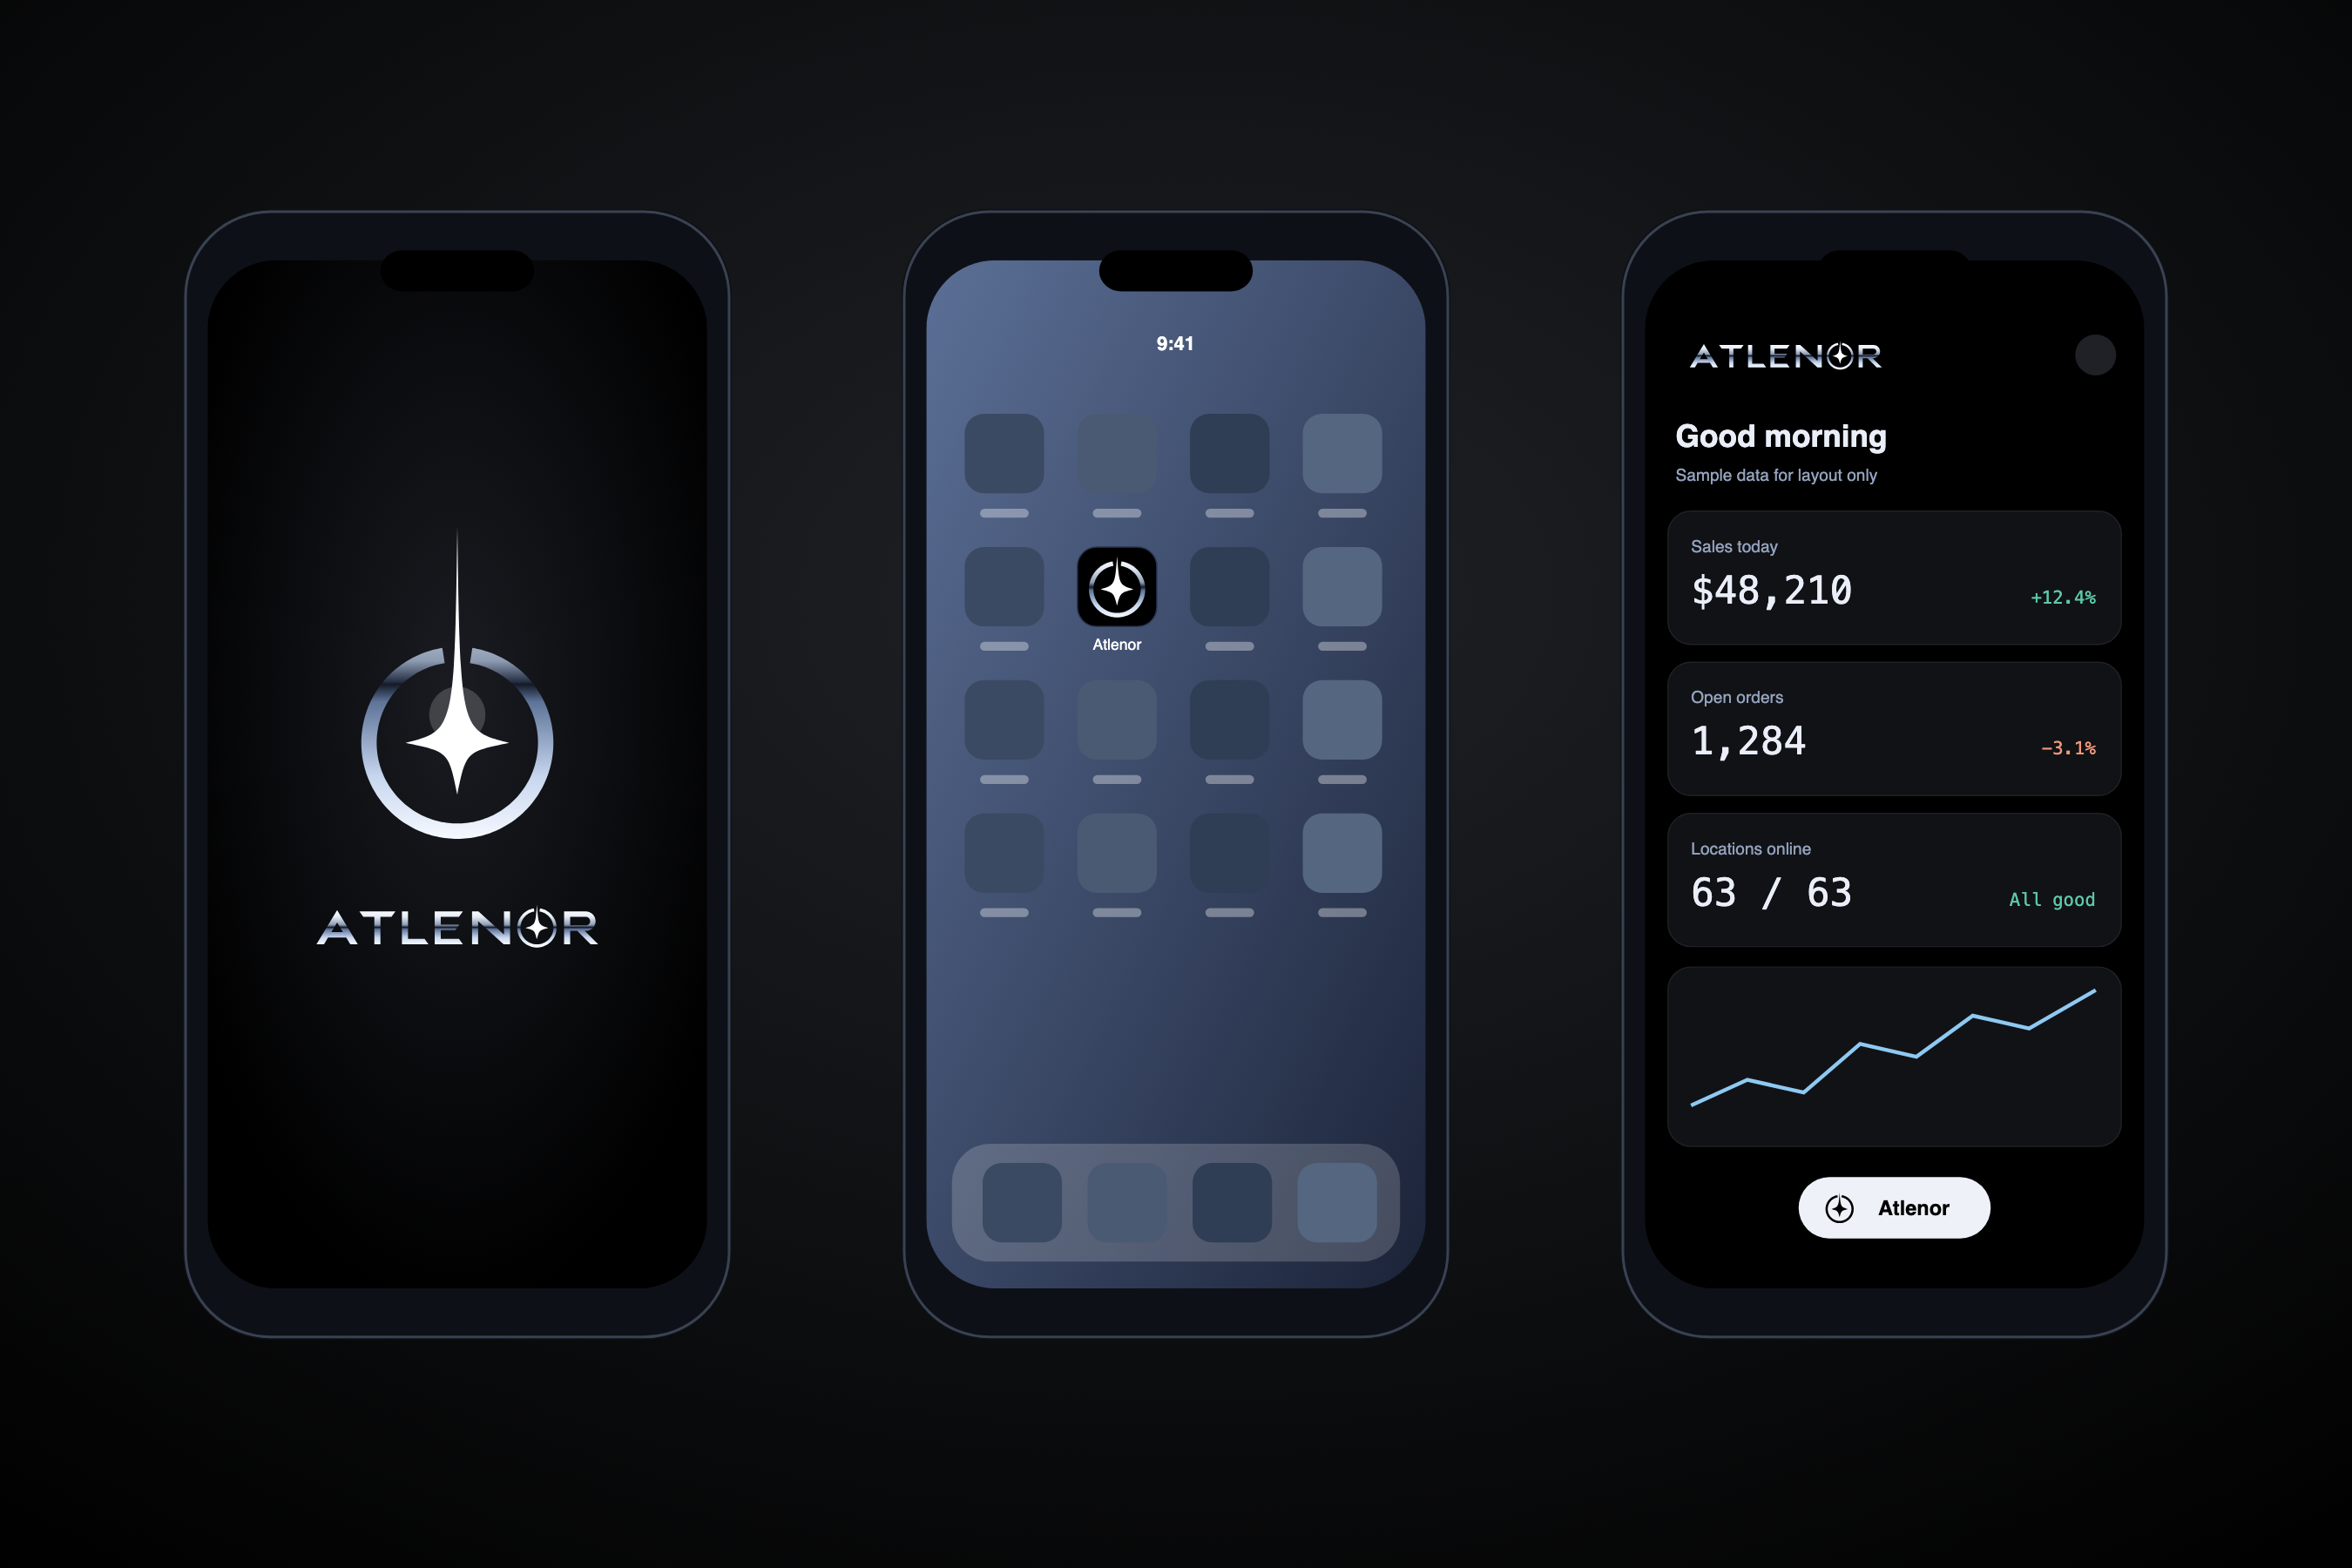 ATLENOR
9:41
Atlenor
ATLENOR
Good morning
Sample data for layout only
Sales today
$48,210
+12.4%
Open orders
1,284
−3.1%
Locations online
63 / 63
All good
Atlenor